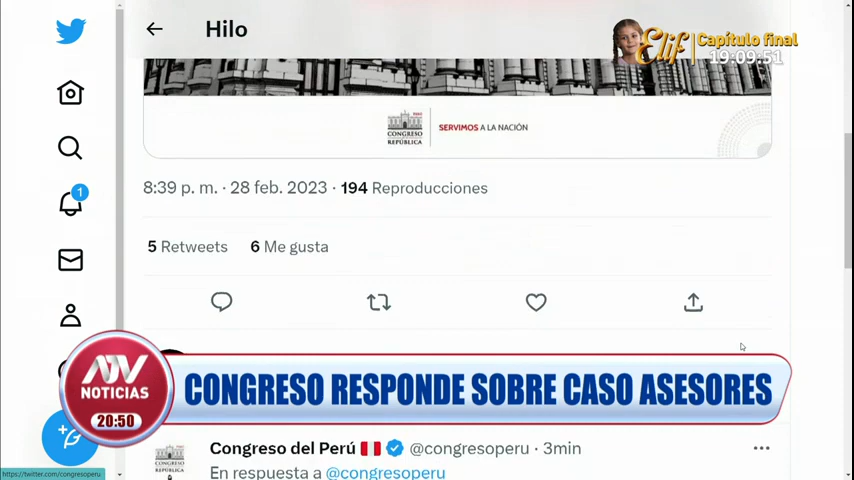 Hilo
Elif
Capítulo final
19:09:51
CONGRESO
REPÚBLICA
SERVIMOS A LA NACIÓN
8:39 p. m. · 28 feb. 2023 · 194 Reproducciones
5 Retweets 6 Me gusta
1
ATV
NOTICIAS
20:50
CONGRESO RESPONDE SOBRE CASO ASESORES
Congreso del Perú @congresoperu · 3min
CONGRESO
REPÚBLICA
En respuesta a @congresoperu
https://twitter.com/congresoperu